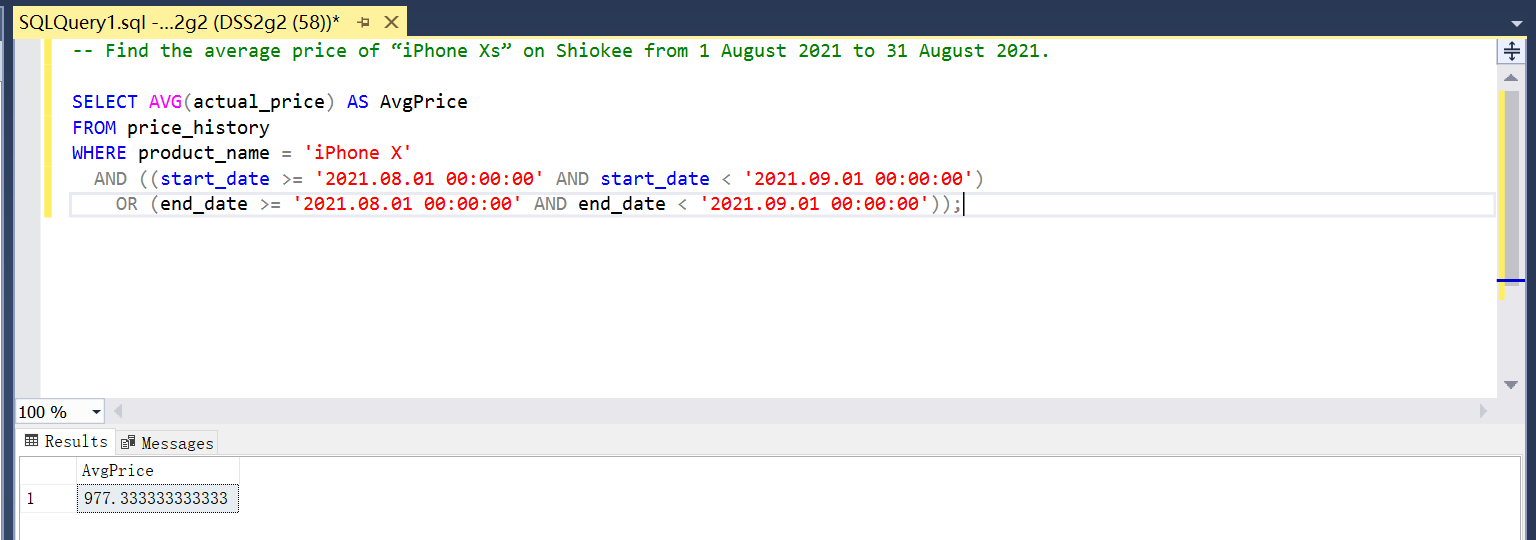 SQLQuery1.sql -...2g2 (DSS2g2 (58))*
-- Find the average price of “iPhone Xs” on Shiokee from 1 August 2021 to 31 August 2021.
SELECT AVG(actual_price) AS AvgPrice
FROM price_history
WHERE product_name = 'iPhone X'
AND ((start_date >= '2021.08.01 00:00:00' AND start_date < '2021.09.01 00:00:00')
OR (end_date >= '2021.08.01 00:00:00' AND end_date < '2021.09.01 00:00:00'));
100 %
Results Messages
AvgPrice
1 977.333333333333